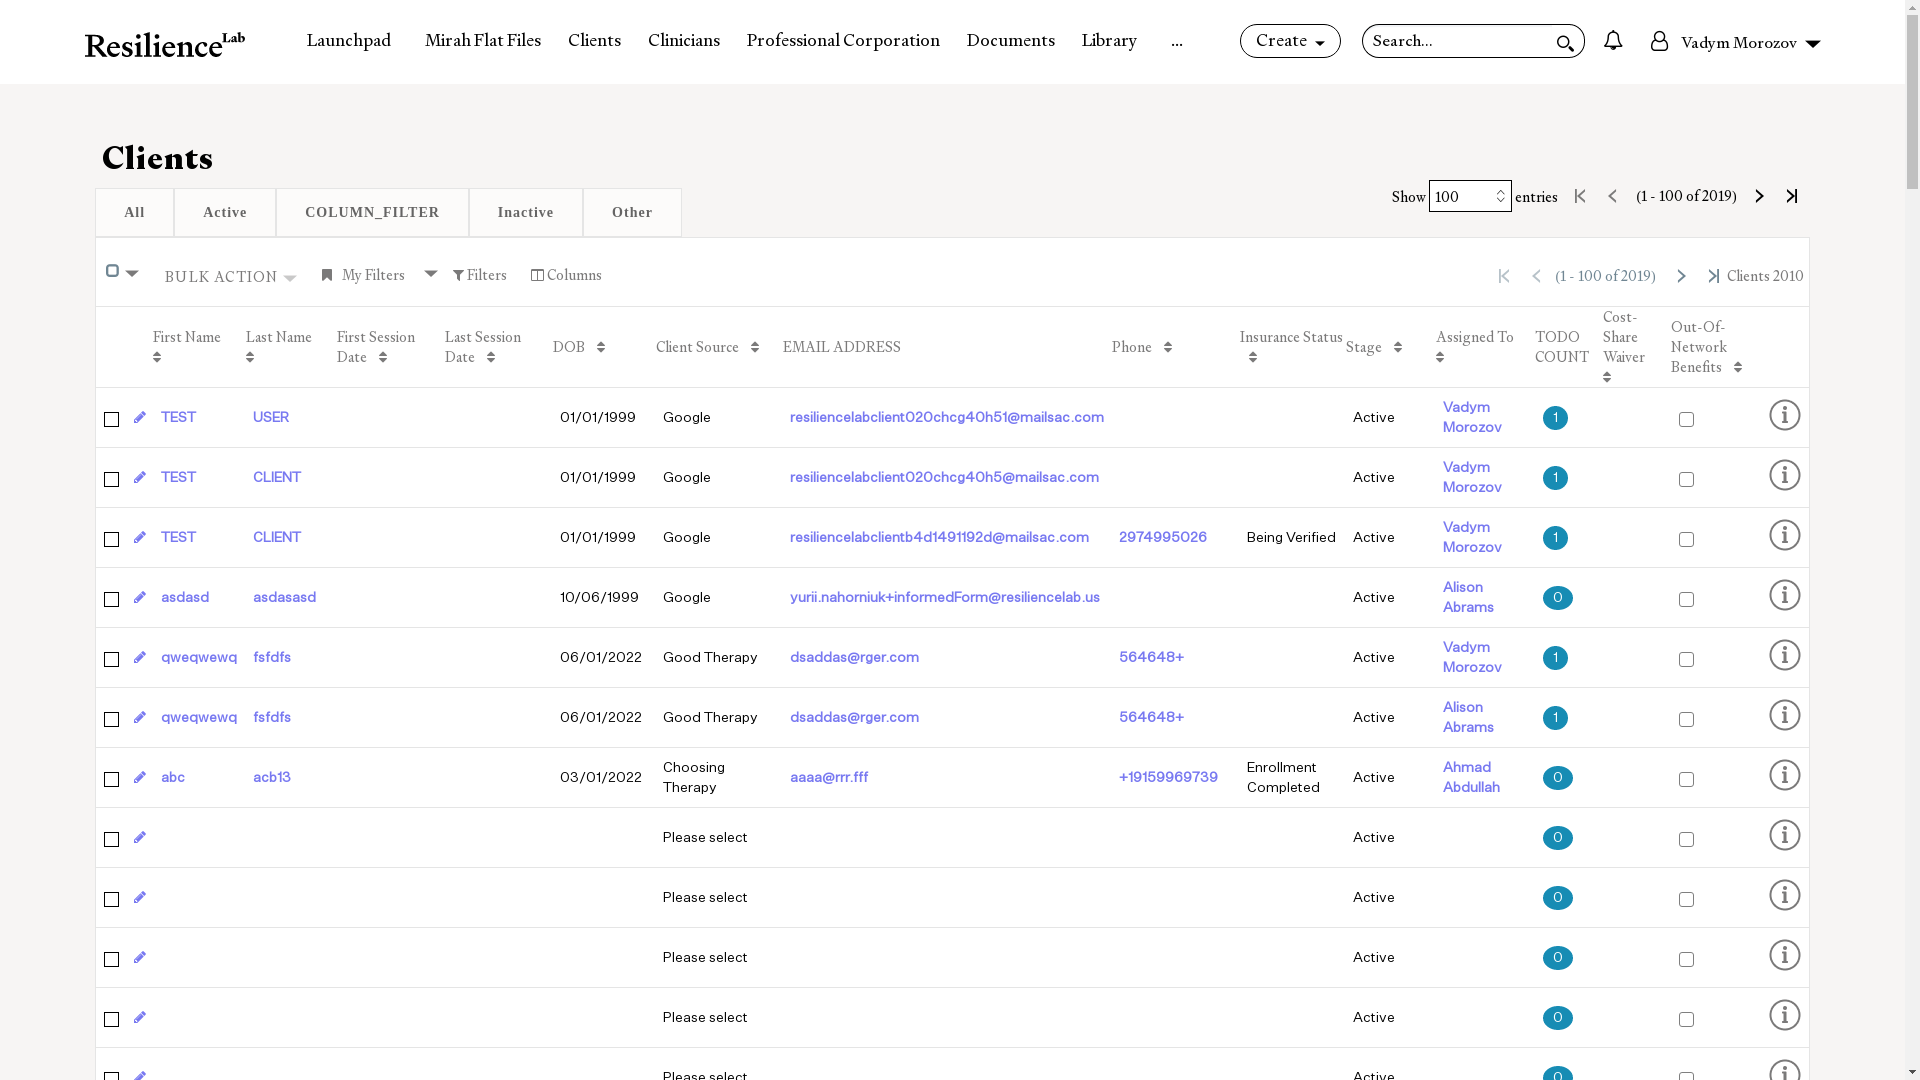 ResilienceLab Launchpad Mirah Flat Files Clients Clinicians Professional Corporation Documents Library ... Create Search... Vadym Morozov
Clients
All Active COLUMN_FILTER Inactive Other
Show 100 entries (1 - 100 of 2019)
BULK ACTION My Filters Filters Columns (1 - 100 of 2019) Clients 2010
First Name Last Name First Session Date Last Session Date DOB Client Source EMAIL ADDRESS Phone Insurance Status Stage Assigned To TODO COUNT Cost-Share Waiver Out-Of-Network Benefits
TEST USER 01/01/1999 Google resiliencelabclient020chcg40h51@mailsac.com Active Vadym Morozov 1
TEST CLIENT 01/01/1999 Google resiliencelabclient020chcg40h5@mailsac.com Active Vadym Morozov 1
TEST CLIENT 01/01/1999 Google resiliencelabclientb4d1491192d@mailsac.com 2974995026 Being Verified Active Vadym Morozov 1
asdasd asdasasd 10/06/1999 Google yurii.nahorniuk+informedForm@resiliencelab.us Active Alison Abrams 0
qweqwewq fsfdfs 06/01/2022 Good Therapy dsaddas@rger.com 564648+ Active Vadym Morozov 1
qweqwewq fsfdfs 06/01/2022 Good Therapy dsaddas@rger.com 564648+ Active Alison Abrams 1
abc acb13 03/01/2022 Choosing Therapy aaaa@rrr.fff +19159969739 Enrollment Completed Active Ahmad Abdullah 0
Please select Active 0
Please select Active 0
Please select Active 0
Please select Active 0
Please select Active 0